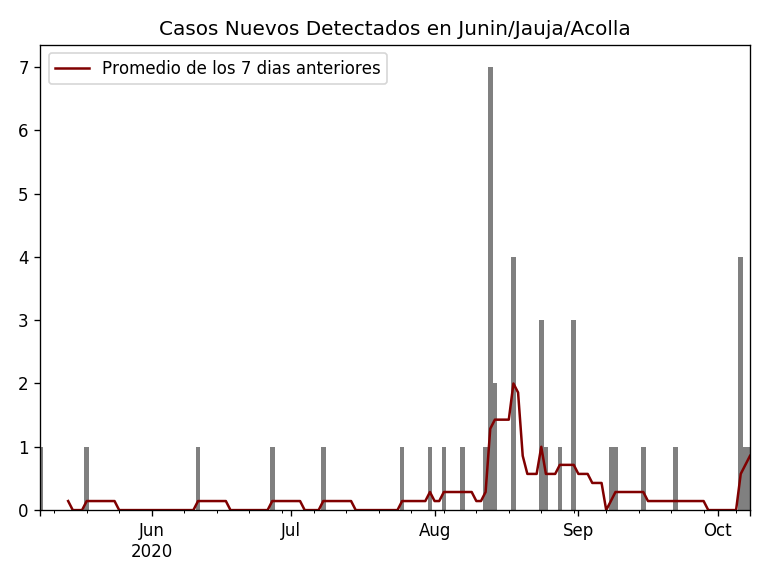 Casos Nuevos Detectados en Junin/Jauja/Acolla
Promedio de los 7 dias anteriores
7
6
5
4
3
2
1
0
Jun
2020
Jul
Aug
Sep
Oct